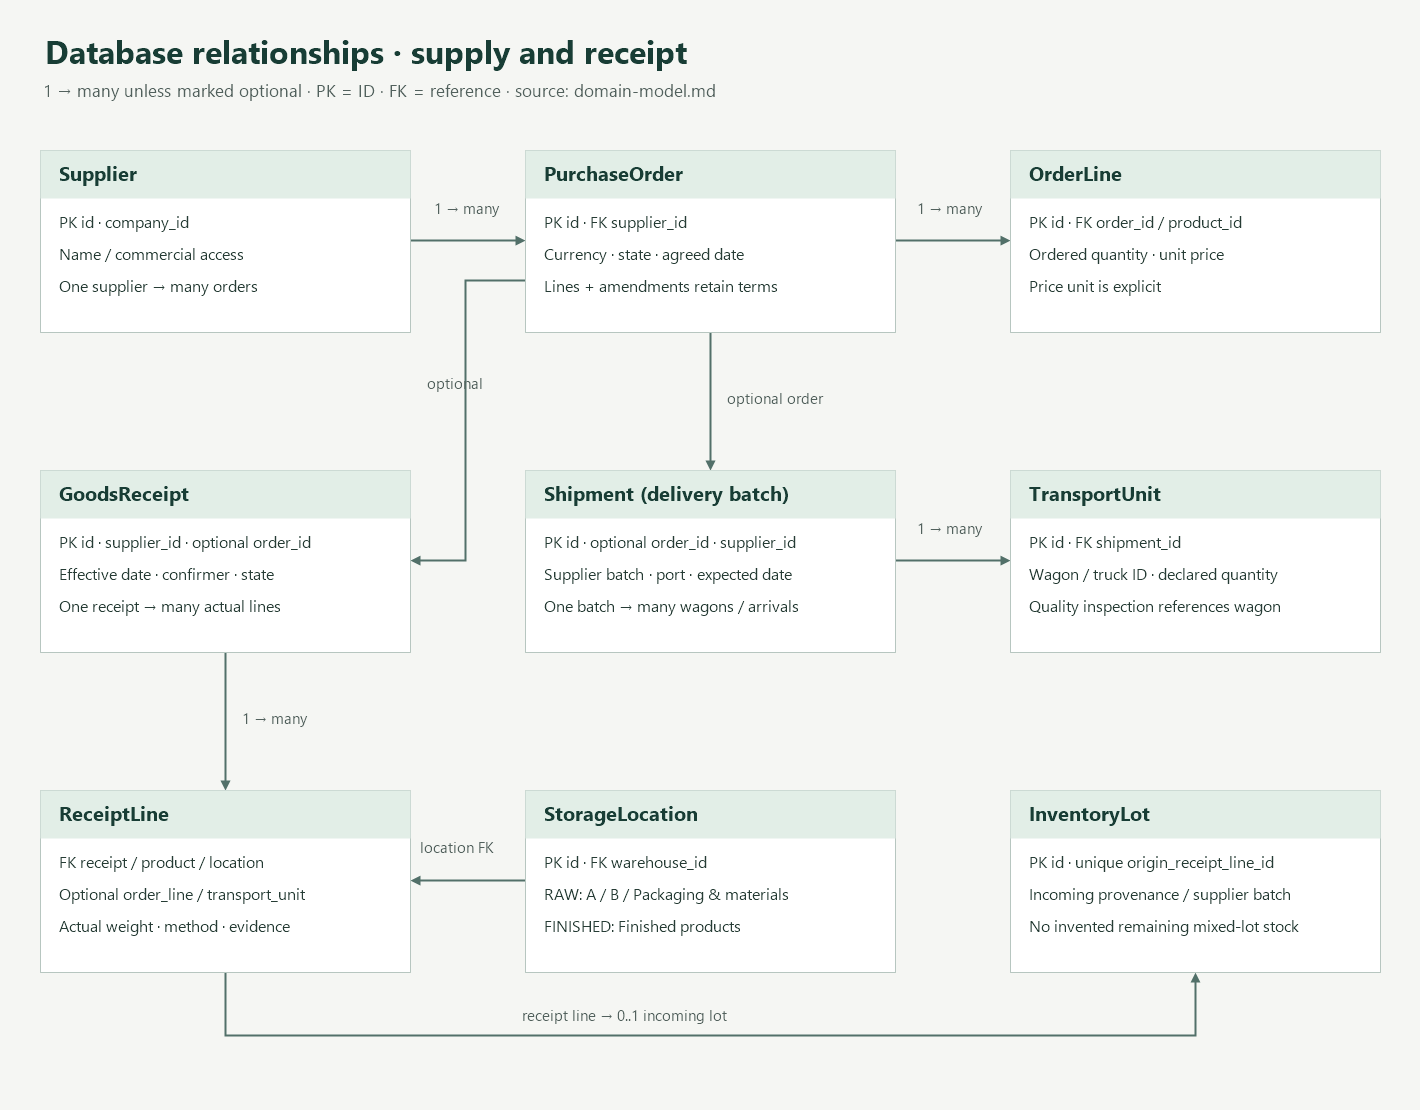 Database relationships · supply and receipt
1 → many unless marked optional · PK = ID · FK = reference · source: domain-model.md
Supplier
PK id · company_id
Name / commercial access
One supplier → many orders
1 → many
PurchaseOrder
PK id · FK supplier_id
Currency · state · agreed date
Lines + amendments retain terms
1 → many
OrderLine
PK id · FK order_id / product_id
Ordered quantity · unit price
Price unit is explicit
optional
optional order
GoodsReceipt
PK id · supplier_id · optional order_id
Effective date · confirmer · state
One receipt → many actual lines
Shipment (delivery batch)
PK id · optional order_id · supplier_id
Supplier batch · port · expected date
One batch → many wagons / arrivals
1 → many
TransportUnit
PK id · FK shipment_id
Wagon / truck ID · declared quantity
Quality inspection references wagon
1 → many
ReceiptLine
FK receipt / product / location
Optional order_line / transport_unit
Actual weight · method · evidence
location FK
StorageLocation
PK id · FK warehouse_id
RAW: A / B / Packaging & materials
FINISHED: Finished products
InventoryLot
PK id · unique origin_receipt_line_id
Incoming provenance / supplier batch
No invented remaining mixed-lot stock
receipt line → 0..1 incoming lot